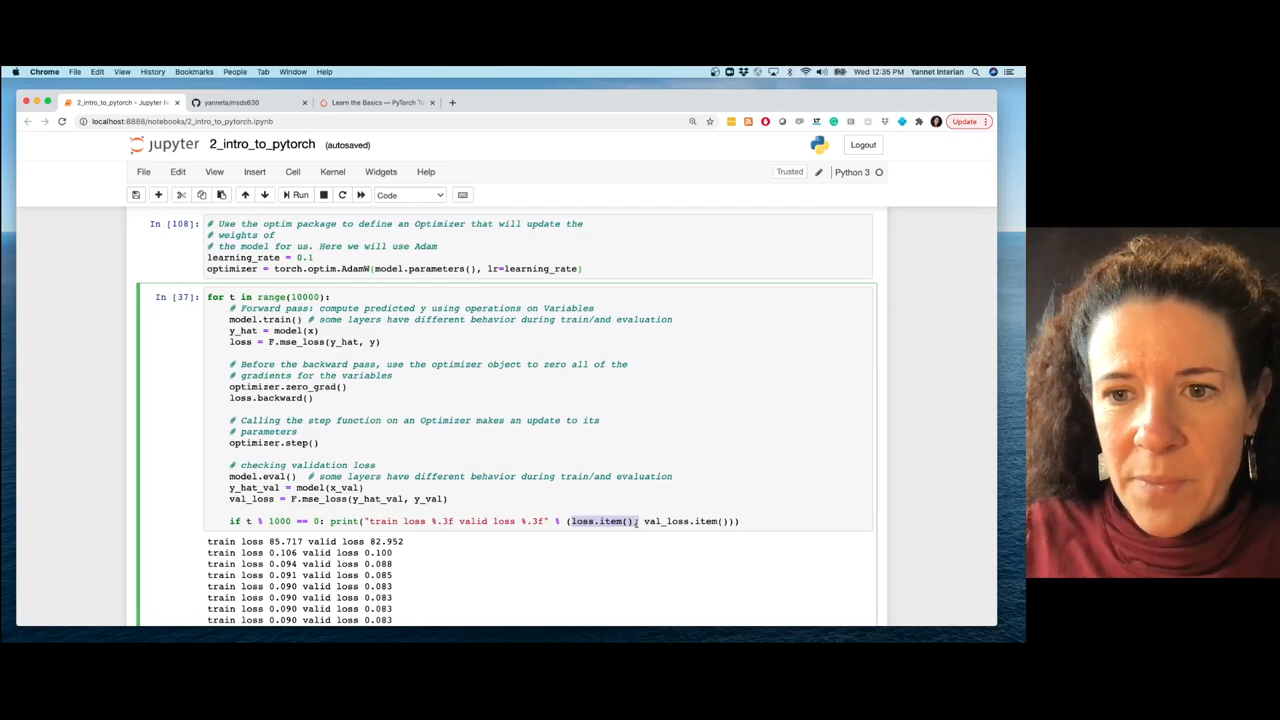 Chrome File Edit View History Bookmarks People Tab Window Help
Wed 12:35 PM Yannet Interian
2_intro_to_pytorch - Jupyter N
yanneta/msds630
Learn the Basics — PyTorch T
localhost:8888/notebooks/2_intro_to_pytorch.ipynb
Update
jupyter 2_intro_to_pytorch (autosaved)
Logout
File Edit View Insert Cell Kernel Widgets Help
Trusted
Python 3
Run
Code
In [108]: # Use the optim package to define an Optimizer that will update the
# weights of
# the model for us. Here we will use Adam
learning_rate = 0.1
optimizer = torch.optim.AdamW(model.parameters(), lr=learning_rate)
In [37]: for t in range(10000):
# Forward pass: compute predicted y using operations on Variables
model.train() # some layers have different behavior during train/and evaluation
y_hat = model(x)
loss = F.mse_loss(y_hat, y)
# Before the backward pass, use the optimizer object to zero all of the
# gradients for the variables
optimizer.zero_grad()
loss.backward()
# Calling the step function on an Optimizer makes an update to its
# parameters
optimizer.step()
# checking validation loss
model.eval() # some layers have different behavior during train/and evaluation
y_hat_val = model(x_val)
val_loss = F.mse_loss(y_hat_val, y_val)
if t % 1000 == 0: print("train loss %.3f valid loss %.3f" % (loss.item(), val_loss.item()))
train loss 85.717 valid loss 82.952
train loss 0.106 valid loss 0.100
train loss 0.094 valid loss 0.088
train loss 0.091 valid loss 0.085
train loss 0.090 valid loss 0.083
train loss 0.090 valid loss 0.083
train loss 0.090 valid loss 0.083
train loss 0.090 valid loss 0.083